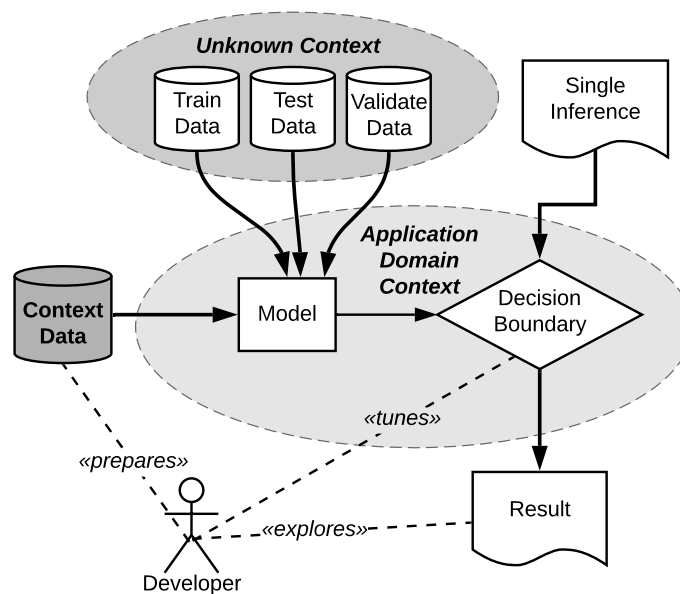 Unknown Context
Train
Data
Test
Data
Validate
Data
Single
Inference
Application
Domain
Context
Context
Data
Model
Decision
Boundary
«tunes»
«prepares»
«explores»
Result
Developer